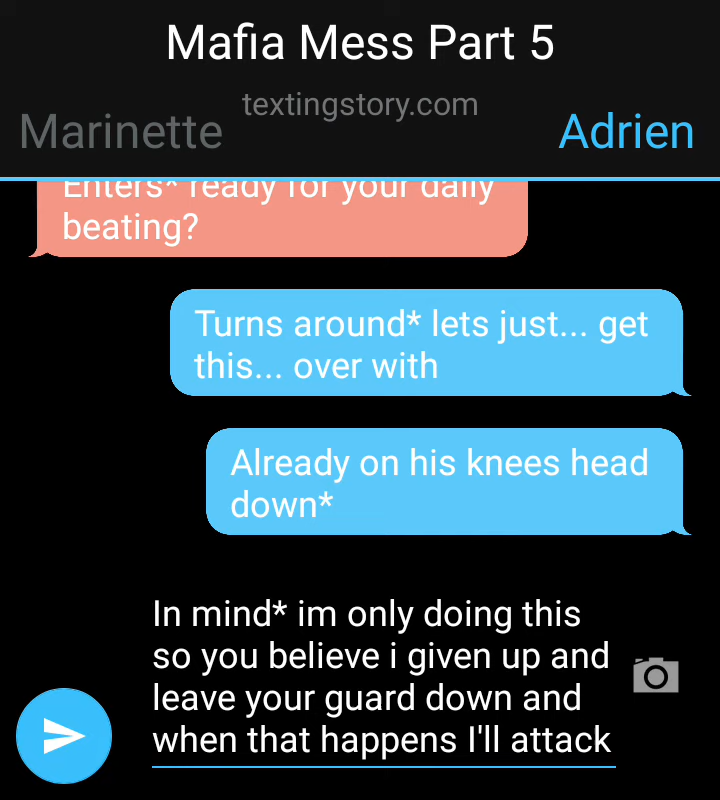 Mafia Mess Part 5
textingstory.com
Marinette
Adrien
Enters* ready for your daily
beating?
Turns around* lets just... get
this... over with
Already on his knees head
down*
In mind* im only doing this
so you believe i given up and
leave your guard down and
when that happens I'll attack